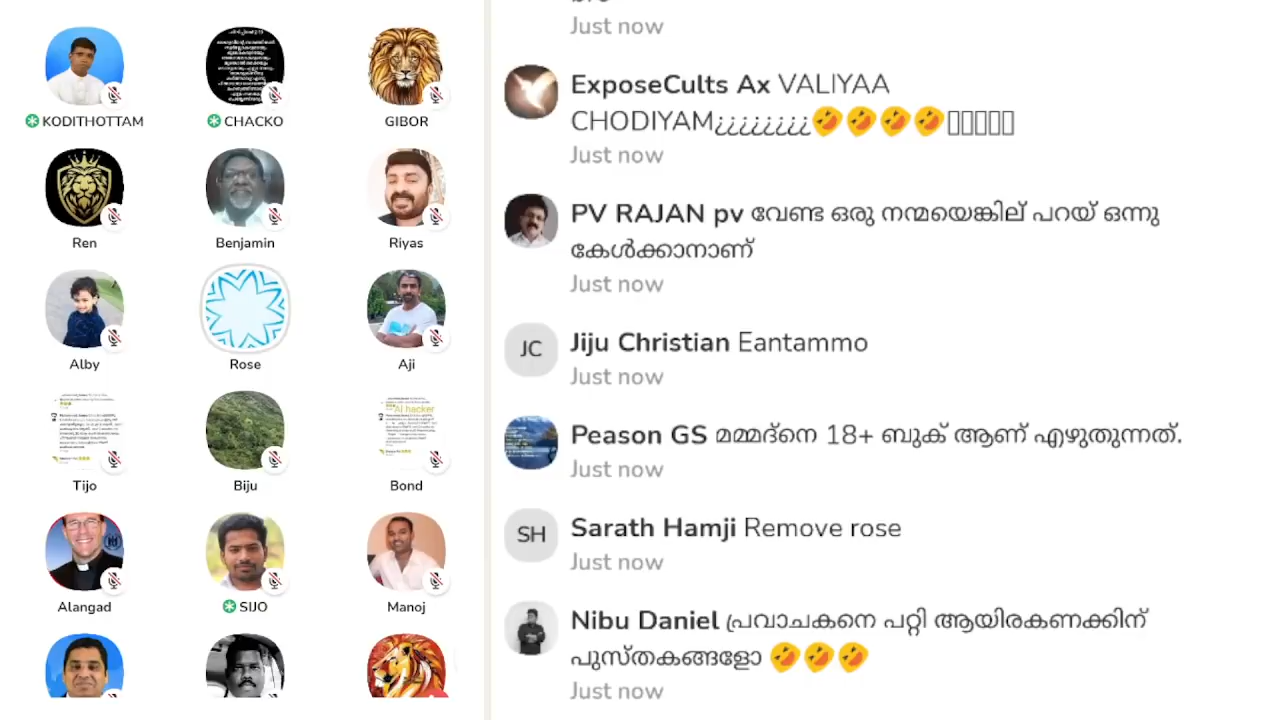 KODITHOTTAM
CHACKO
GIBOR
Ren
Benjamin
Riyas
Alby
Rose
Aji
AI hacker
Tijo
Biju
Bond
Alangad
SIJO
Manoj
Just now
ExposeCults Ax VALIYAA
CHODIYAM¿¿¿¿¿¿¿¿🤣🤣🤣🤣
Just now
PV RAJAN pv വേണ്ട ഒരു നന്മയെങ്കില് പറയ് ഒന്നു
കേൾക്കാനാണ്
Just now
JC
Jiju Christian Eantammo
Just now
Peason GS മമ്മദ്നെ 18+ ബുക് ആണ് എഴുതുന്നത്.
Just now
SH
Sarath Hamji Remove rose
Just now
Nibu Daniel പ്രവാചകനെ പറ്റി ആയിരകണക്കിന്
പുസ്തകങ്ങളോ 🤣🤣🤣
Just now